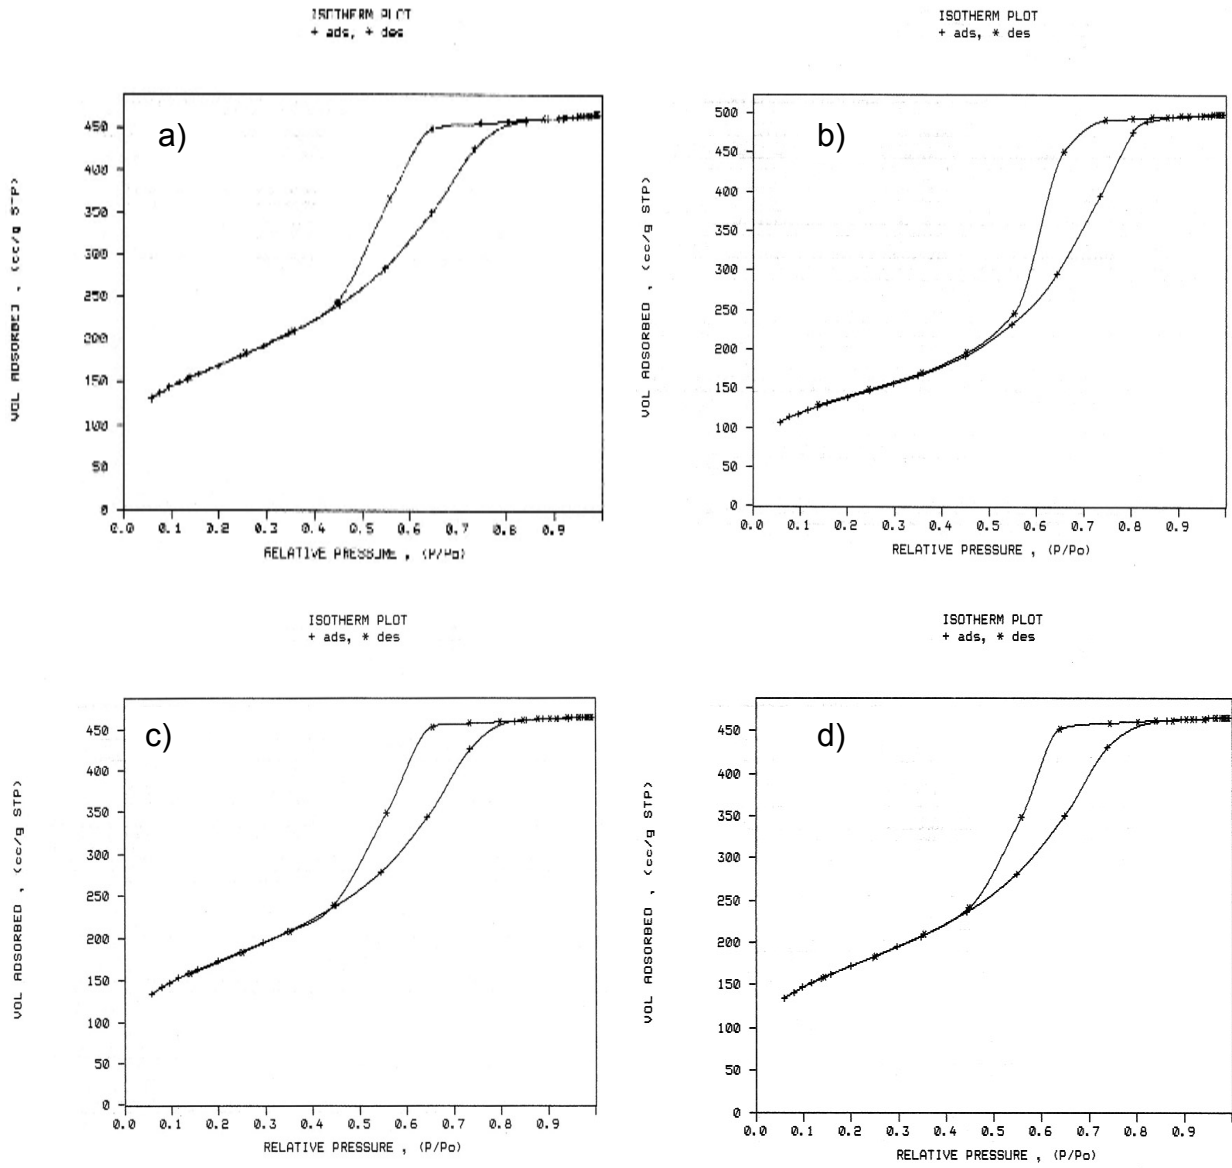 ISOTHERM PLOT
+ ads, * des
a)
VOL ADSORBED , (cc/g STP)
450
400
350
300
250
200
150
100
50
0
0.0 0.1 0.2 0.3 0.4 0.5 0.6 0.7 0.8 0.9
RELATIVE PRESSURE , (P/Po)
ISOTHERM PLOT
+ ads, * des
b)
VOL ADSORBED , (cc/g STP)
500
450
400
350
300
250
200
150
100
50
0
0.0 0.1 0.2 0.3 0.4 0.5 0.6 0.7 0.8 0.9
RELATIVE PRESSURE , (P/Po)
ISOTHERM PLOT
+ ads, * des
c)
VOL ADSORBED , (cc/g STP)
450
400
350
300
250
200
150
100
50
0
0.0 0.1 0.2 0.3 0.4 0.5 0.6 0.7 0.8 0.9
RELATIVE PRESSURE , (P/Po)
ISOTHERM PLOT
+ ads, * des
d)
VOL ADSORBED , (cc/g STP)
450
400
350
300
250
200
150
100
50
0
0.0 0.1 0.2 0.3 0.4 0.5 0.6 0.7 0.8 0.9
RELATIVE PRESSURE , (P/Po)